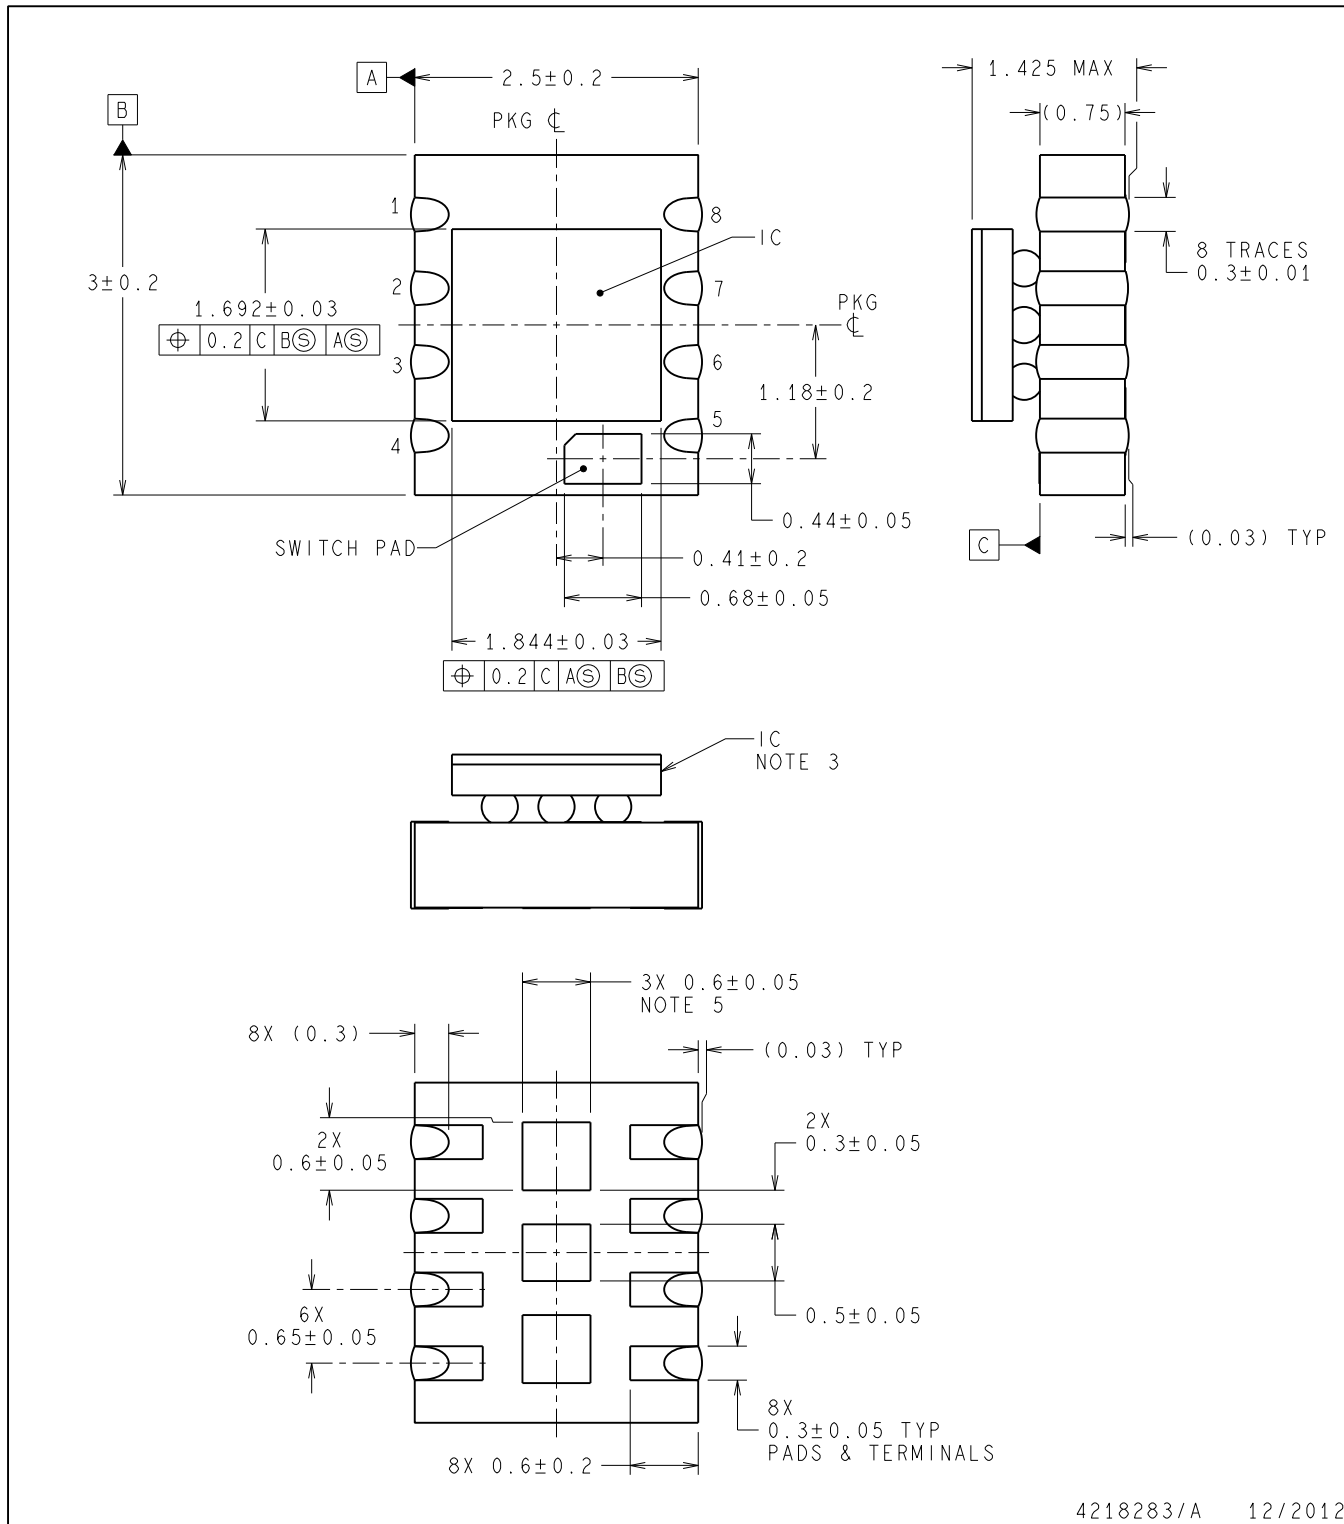 A
2.5±0.2
1.425 MAX
B
(0.75)
PKG ℄
1
8
IC
8 TRACES
0.3±0.01
3±0.2
2
7
1.692±0.03
⌖ 0.2 C BⓈ AⓈ
PKG
℄
3
6
1.18±0.2
4
5
0.44±0.05
SWITCH PAD
0.41±0.2
C
(0.03) TYP
0.68±0.05
1.844±0.03
⌖ 0.2 C AⓈ BⓈ
IC
NOTE 3
3X 0.6±0.05
NOTE 5
8X (0.3)
(0.03) TYP
2X
0.6±0.05
2X
0.3±0.05
6X
0.65±0.05
0.5±0.05
8X
0.3±0.05 TYP
PADS & TERMINALS
8X 0.6±0.2
4218283/A 12/2012